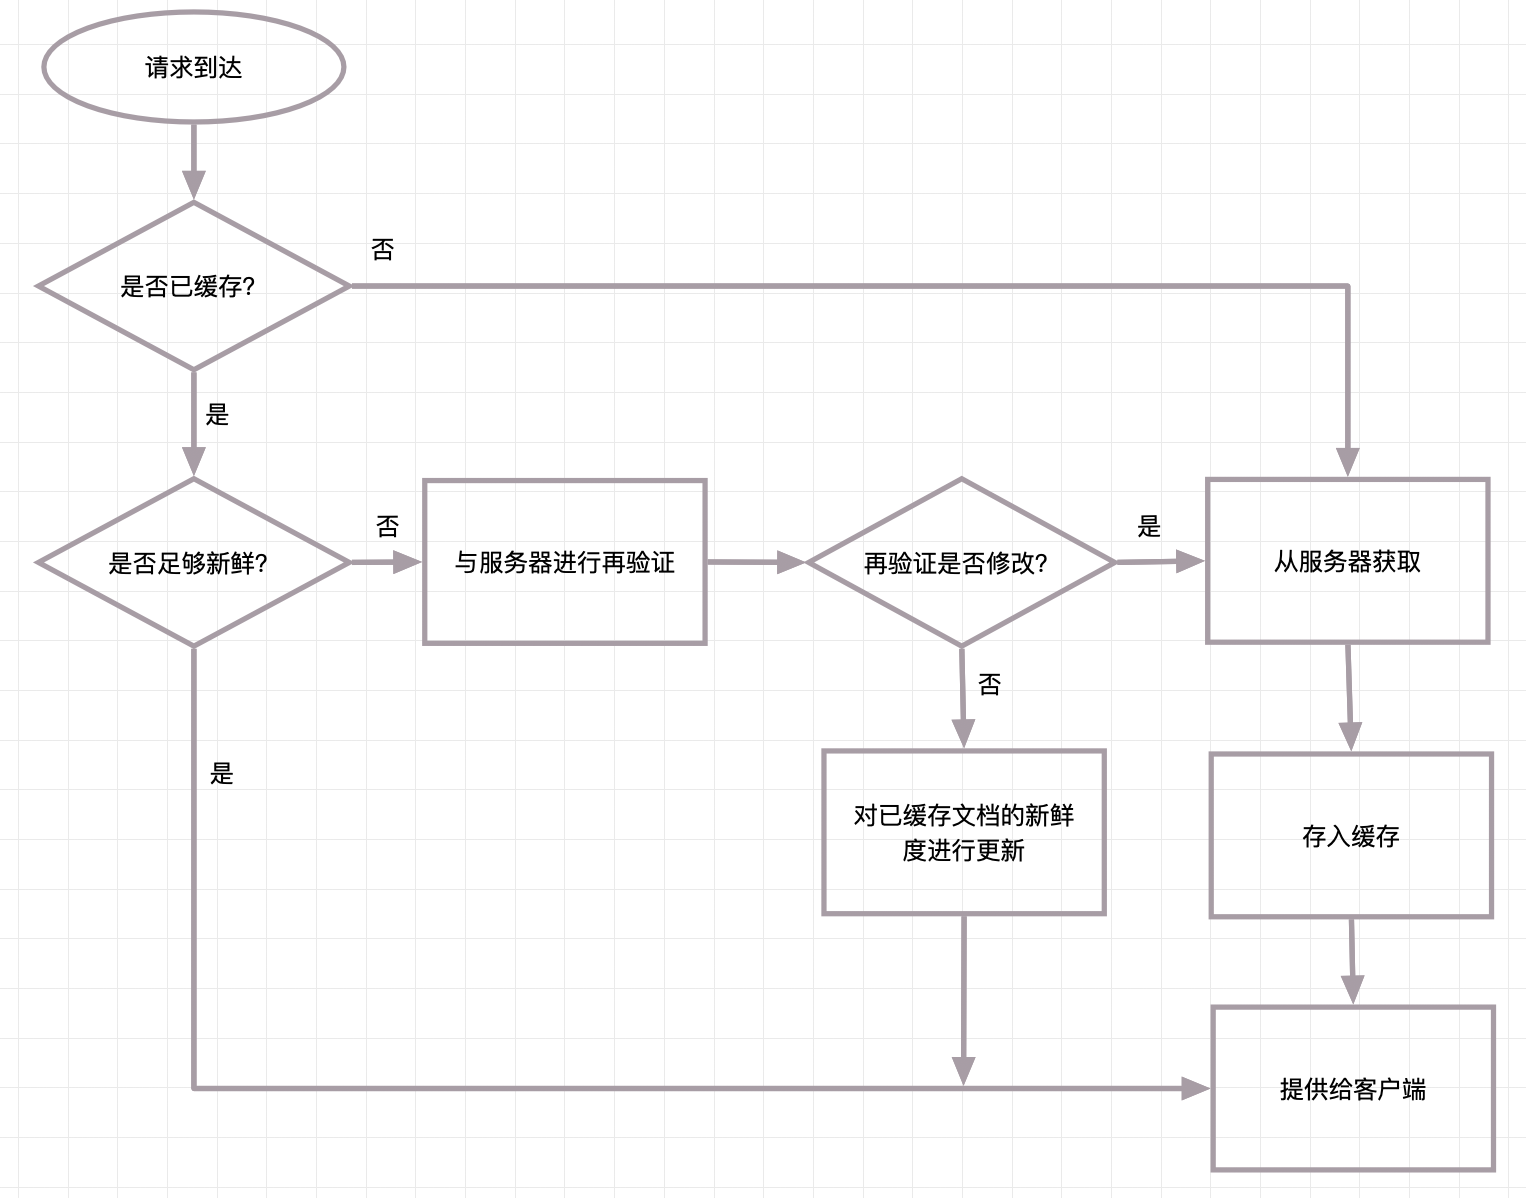 请求到达
否
是否已缓存?
是
否
是
是否足够新鲜?
与服务器进行再验证
再验证是否修改?
从服务器获取
否
是
对已缓存文档的新鲜
度进行更新
存入缓存
提供给客户端